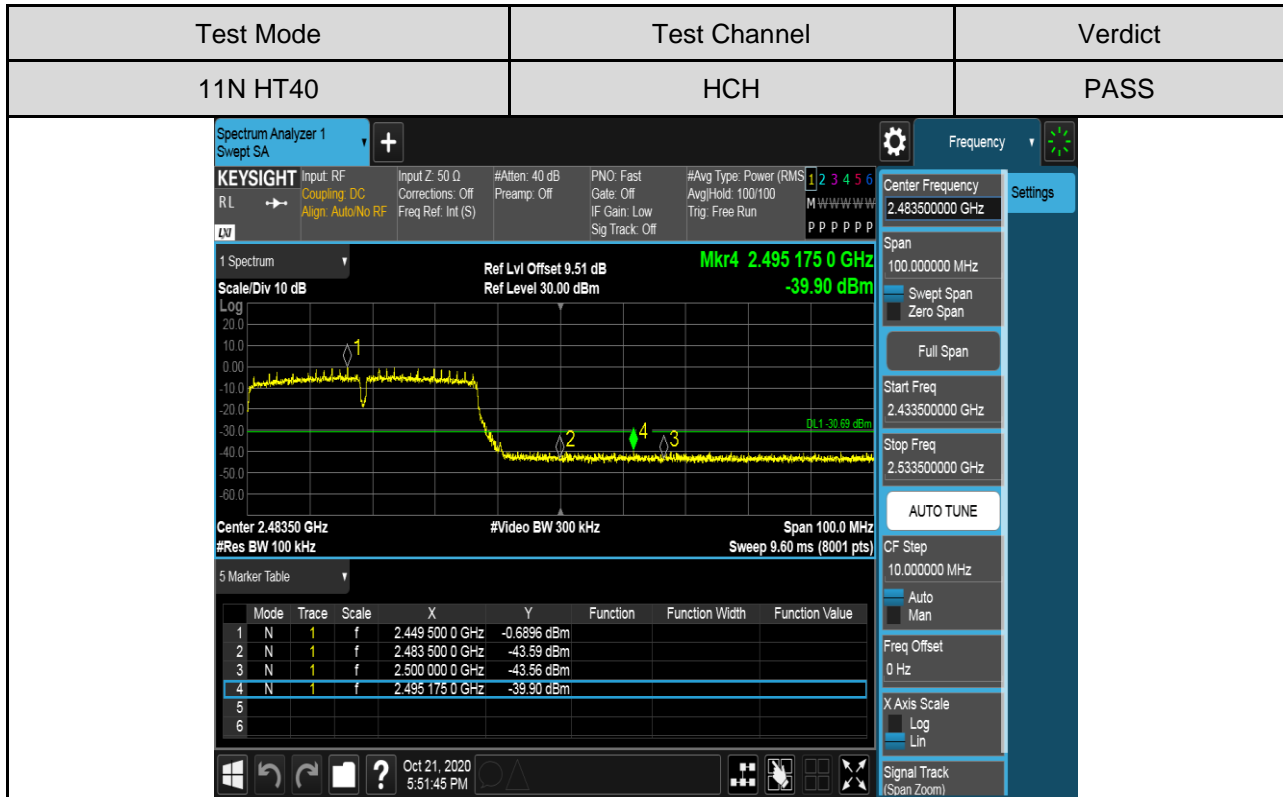 Test Mode Test Channel Verdict
11N HT40 HCH PASS
Spectrum Analyzer 1
Swept SA
Frequency
KEYSIGHT Input: RF Input Z: 50 Ω #Atten: 40 dB PNO: Fast #Avg Type: Power (RMS 1 2 3 4 5 6
RL Coupling: DC Corrections: Off Preamp: Off Gate: Off Avg|Hold: 100/100 M W W W W W
Align: Auto/No RF Freq Ref: Int (S) IF Gain: Low Trig: Free Run
LXI Sig Track: Off P P P P P P
Center Frequency
2.483500000 GHz
Settings
1 Spectrum
Ref Lvl Offset 9.51 dB
Mkr4 2.495 175 0 GHz
Scale/Div 10 dB Ref Level 30.00 dBm -39.90 dBm
Log
20.0
10.0
0.00
-10.0
-20.0
-30.0
-40.0
-50.0
-60.0
1
2
4
3
DL1 -30.69 dBm
Center 2.48350 GHz #Video BW 300 kHz Span 100.0 MHz
#Res BW 100 kHz Sweep 9.60 ms (8001 pts)
5 Marker Table
Mode Trace Scale X Y Function Function Width Function Value
1 N 1 f 2.449 500 0 GHz -0.6896 dBm
2 N 1 f 2.483 500 0 GHz -43.59 dBm
3 N 1 f 2.500 000 0 GHz -43.56 dBm
4 N 1 f 2.495 175 0 GHz -39.90 dBm
5
6
Span
100.000000 MHz
Swept Span
Zero Span
Full Span
Start Freq
2.433500000 GHz
Stop Freq
2.533500000 GHz
AUTO TUNE
CF Step
10.000000 MHz
Auto
Man
Freq Offset
0 Hz
X Axis Scale
Log
Lin
Signal Track
(Span Zoom)
?
Oct 21, 2020
5:51:45 PM